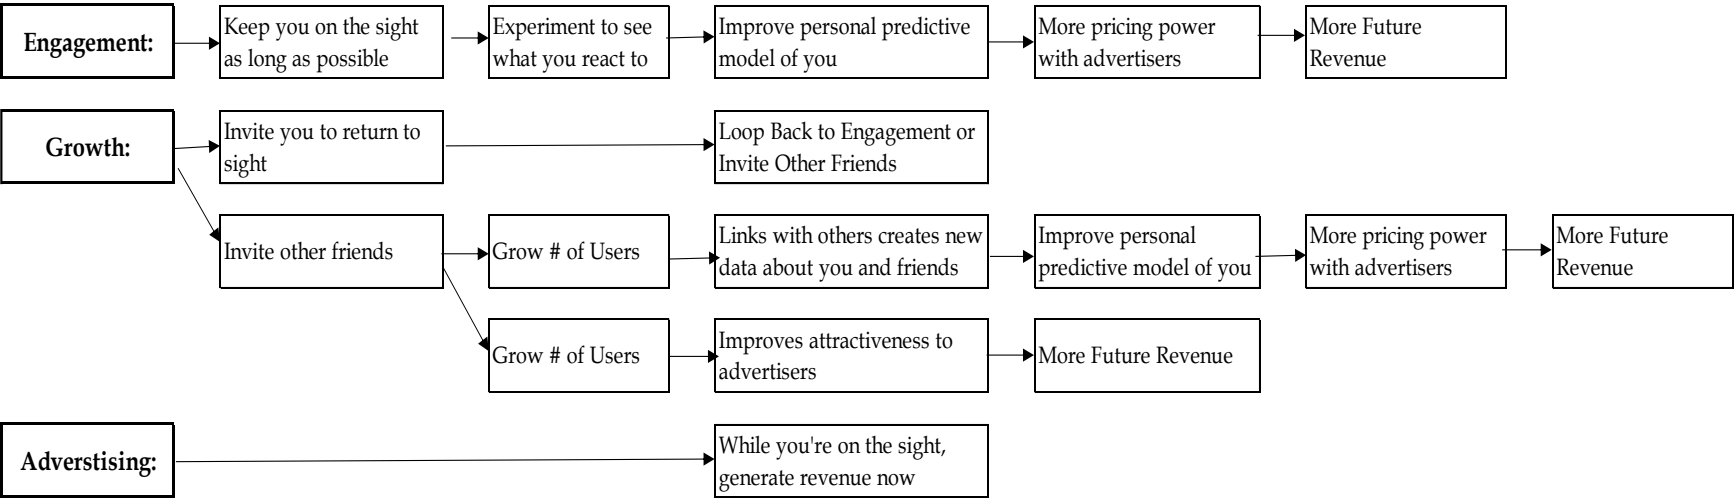 Engagement:
Keep you on the sight
as long as possible
Experiment to see
what you react to
Improve personal predictive
model of you
More pricing power
with advertisers
More Future
Revenue
Growth:
Invite you to return to
sight
Loop Back to Engagement or
Invite Other Friends
Invite other friends
Grow # of Users
Links with others creates new
data about you and friends
Improve personal
predictive model of you
More pricing power
with advertisers
More Future
Revenue
Grow # of Users
Improves attractiveness to
advertisers
More Future Revenue
Adverstising:
While you're on the sight,
generate revenue now